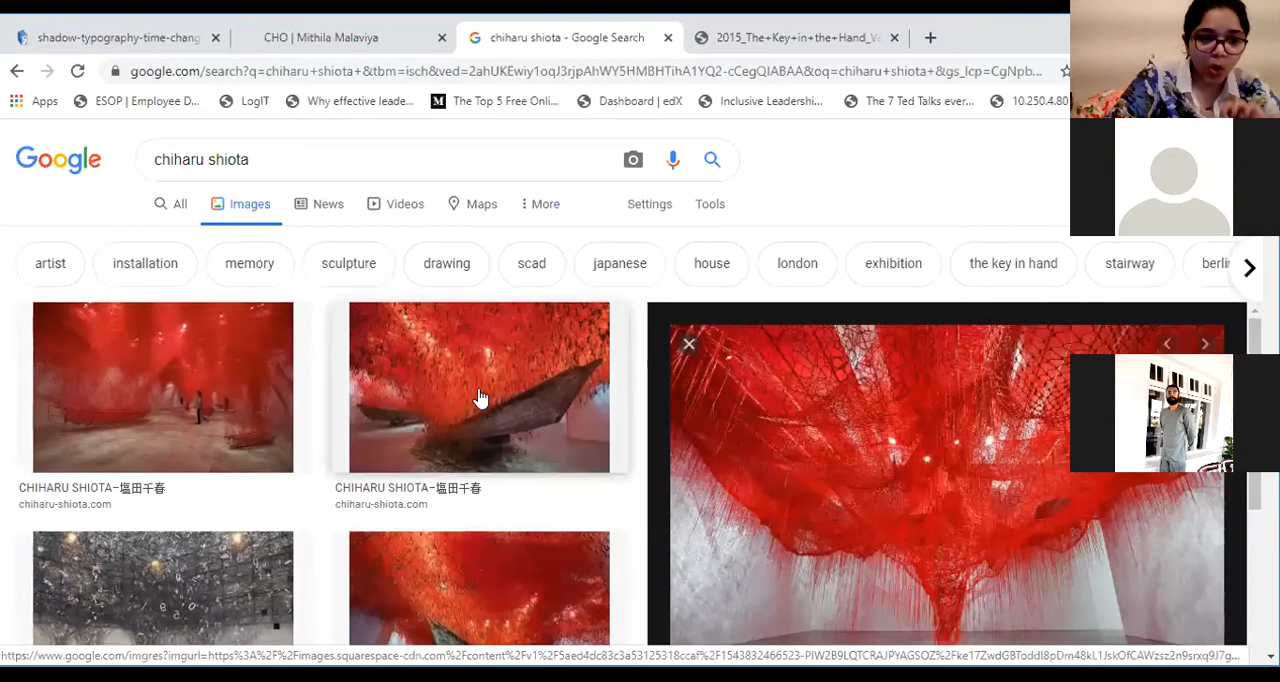 shadow-typography-time-chang
CHO | Mithila Malaviya
chiharu shiota - Google Search
2015_The+Key+in+the+Hand_Ve
google.com/search?q=chiharu+shiota+&tbm=isch&ved=2ahUKEwiy1oqJ3rjpAhWY5HMBHTihA1YQ2-cCegQIABAA&oq=chiharu+shiota+&gs_lcp=CgNpb...
Apps
ESOP | Employee D...
LogIT
Why effective leade...
M
The Top 5 Free Onli...
Dashboard | edX
Inclusive Leadershi...
The 7 Ted Talks ever...
10.250.4.80
Google
chiharu shiota
All
Images
News
Videos
Maps
More
Settings
Tools
artist
installation
memory
sculpture
drawing
scad
japanese
house
london
exhibition
the key in hand
stairway
CHIHARU SHIOTA–塩田千春
chiharu-shiota.com
CHIHARU SHIOTA–塩田千春
chiharu-shiota.com